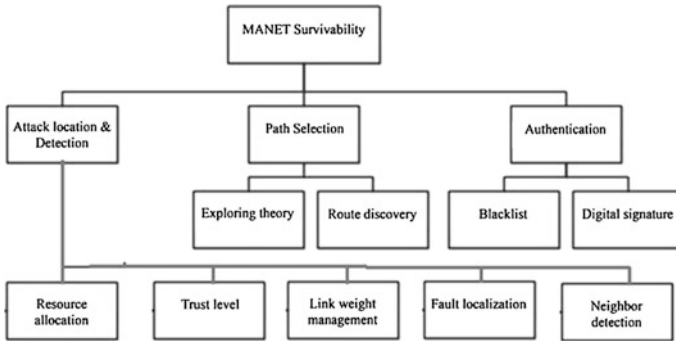 MANET Survivability
Attack location &
Detection
Path Selection
Authentication
Exploring theory
Route discovery
Blacklist
Digital signature
Resource
allocation
Trust level
Link weight
management
Fault localization
Neighbor
detection